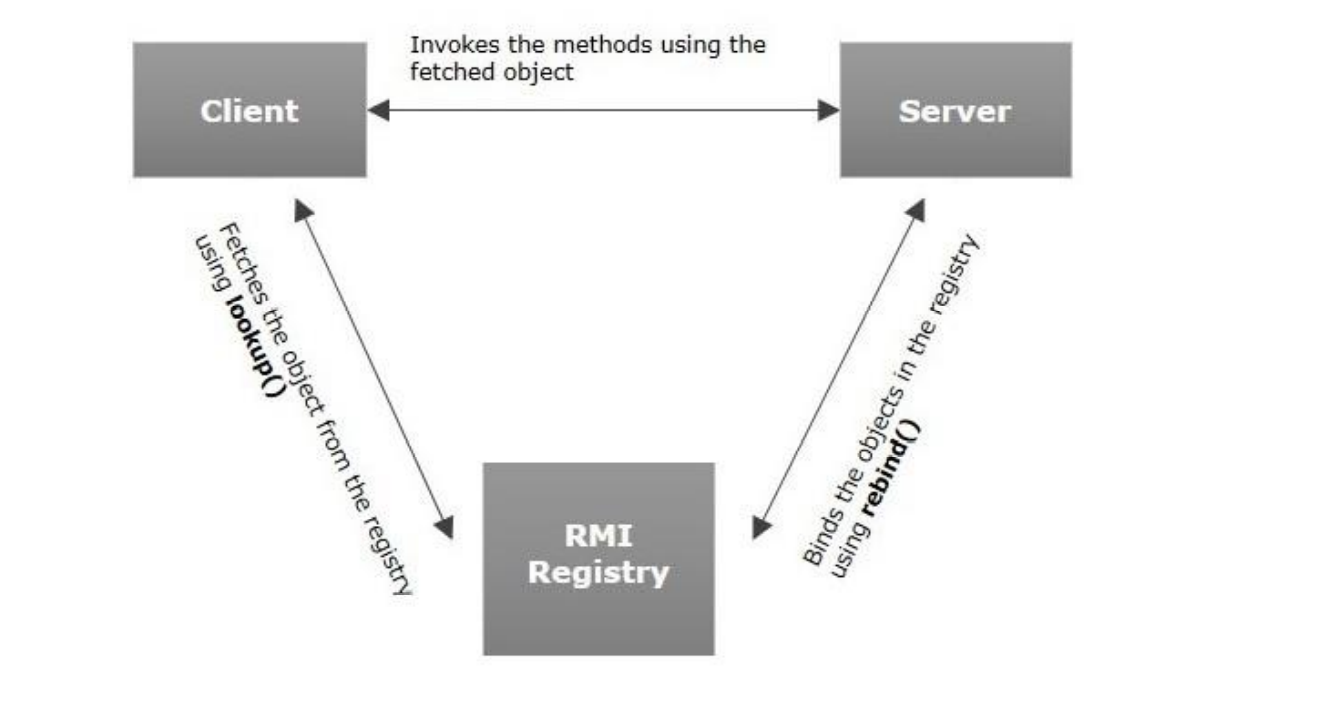 Invokes the methods using the
fetched object
Client
Server
Fetches the object from the registry
using lookup()
Binds the objects in the registry
using rebind()
RMI
Registry